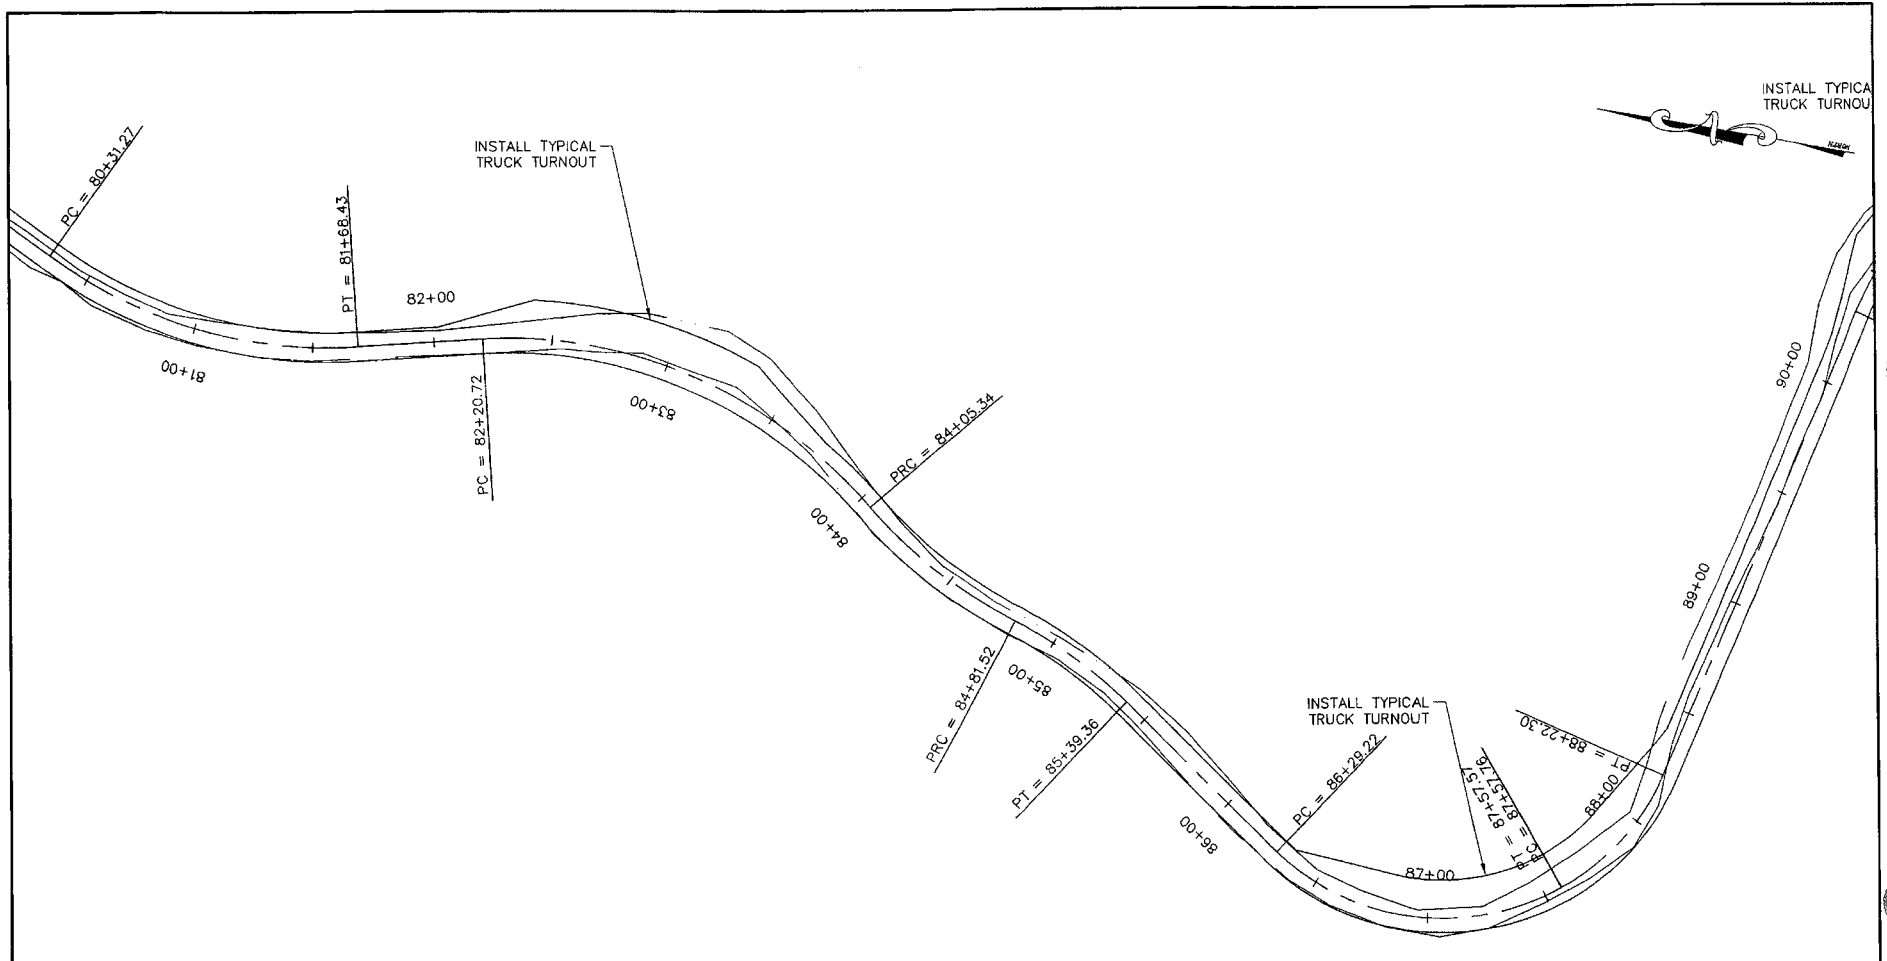 INSTALL TYPICA
TRUCK TURNOU
PC = 80+31.27
INSTALL TYPICAL
TRUCK TURNOUT
PT = 81+68.43
82+00
81+00
PC = 82+20.72
83+00
90+00
PRC = 84+05.34
84+00
89+00
PRC = 84+81.52
85+00
INSTALL TYPICAL
TRUCK TURNOUT
PT = 85+39.36
PC = 86+29.22
PT = 88+22.30
PT = 87+57.57
PC = 87+57.76
88+00
86+00
87+00